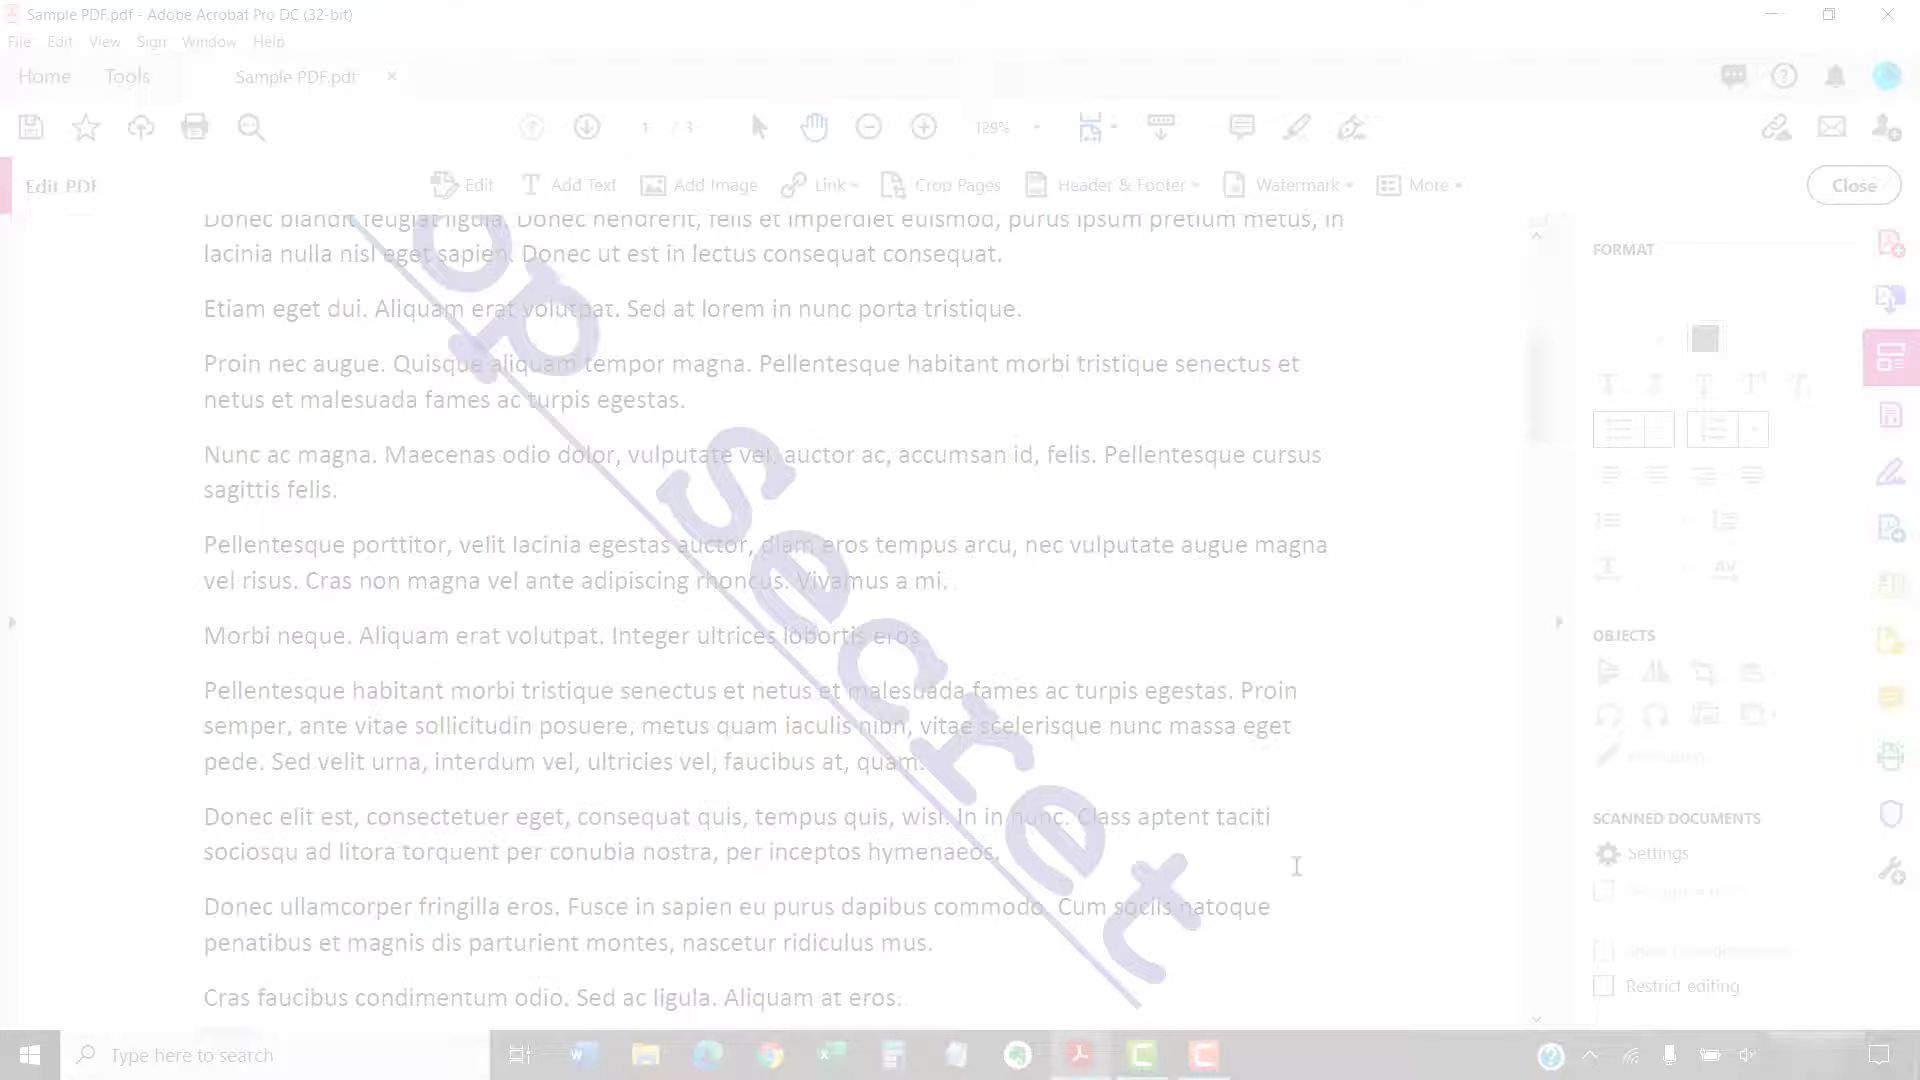 Sample PDF.pdf - Adobe Acrobat Pro DC (32-bit)
File Edit View Sign Window Help
Home Tools Sample PDF.pdf
1 / 3 129%
Edit PDF Edit Add Text Add Image Link Crop Pages Header & Footer Watermark More Close
Donec blandit feugiat ligula. Donec hendrerit, felis et imperdiet euismod, purus ipsum pretium metus, in
lacinia nulla nisl eget sapien. Donec ut est in lectus consequat consequat.
Etiam eget dui. Aliquam erat volutpat. Sed at lorem in nunc porta tristique.
Proin nec augue. Quisque aliquam tempor magna. Pellentesque habitant morbi tristique senectus et
netus et malesuada fames ac turpis egestas.
Nunc ac magna. Maecenas odio dolor, vulputate vel, auctor ac, accumsan id, felis. Pellentesque cursus
sagittis felis.
Pellentesque porttitor, velit lacinia egestas auctor, diam eros tempus arcu, nec vulputate augue magna
vel risus. Cras non magna vel ante adipiscing rhoncus. Vivamus a mi.
Morbi neque. Aliquam erat volutpat. Integer ultrices lobortis eros.
Pellentesque habitant morbi tristique senectus et netus et malesuada fames ac turpis egestas. Proin
semper, ante vitae sollicitudin posuere, metus quam iaculis nibh, vitae scelerisque nunc massa eget
pede. Sed velit urna, interdum vel, ultricies vel, faucibus at, quam.
Donec elit est, consectetuer eget, consequat quis, tempus quis, wisi. In in nunc. Class aptent taciti
sociosqu ad litora torquent per conubia nostra, per inceptos hymenaeos.
Donec ullamcorper fringilla eros. Fusce in sapien eu purus dapibus commodo. Cum sociis natoque
penatibus et magnis dis parturient montes, nascetur ridiculus mus.
Cras faucibus condimentum odio. Sed ac ligula. Aliquam at eros.
op secret
FORMAT
OBJECTS
SCANNED DOCUMENTS
Settings
Restrict editing
Type here to search